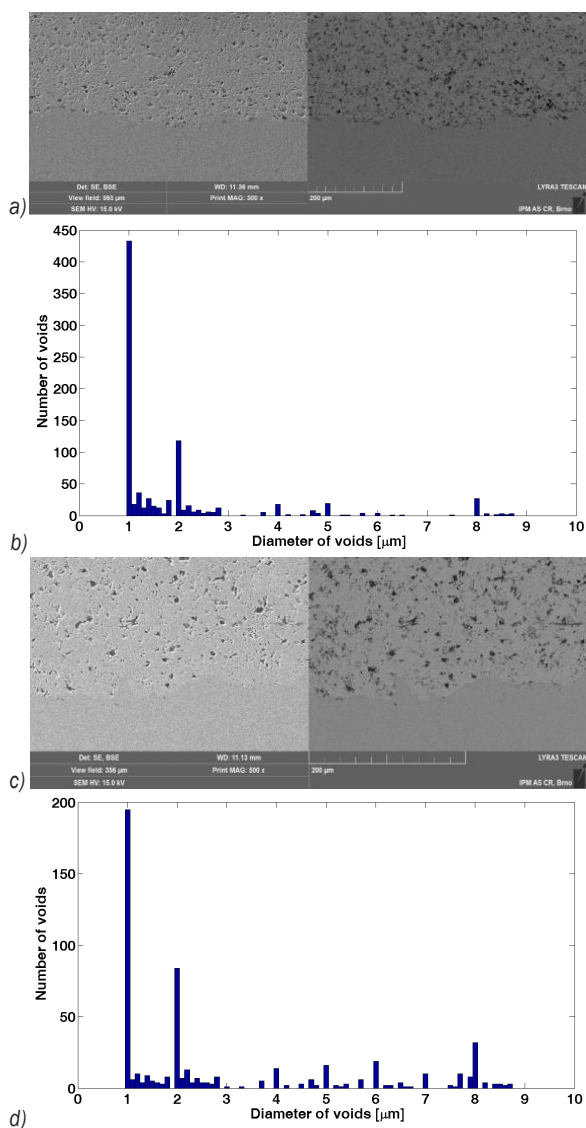 Det: SE, BSE WD: 11.36 mm LYRA3 TESCAN
View field: 593 µm Print MAG: 300 x 200 µm
SEM HV: 15.0 kV IPM AS CR, Brno
a)
450
400
350
300
250
200
150
100
50
0
Number of voids
0 1 2 3 4 5 6 7 8 9 10
Diameter of voids [µm]
b)
Det: SE, BSE WD: 11.13 mm LYRA3 TESCAN
View field: 356 µm Print MAG: 500 x 200 µm
SEM HV: 15.0 kV IPM AS CR, Brno
c)
200
150
100
50
0
Number of voids
0 1 2 3 4 5 6 7 8 9 10
Diameter of voids [µm]
d)